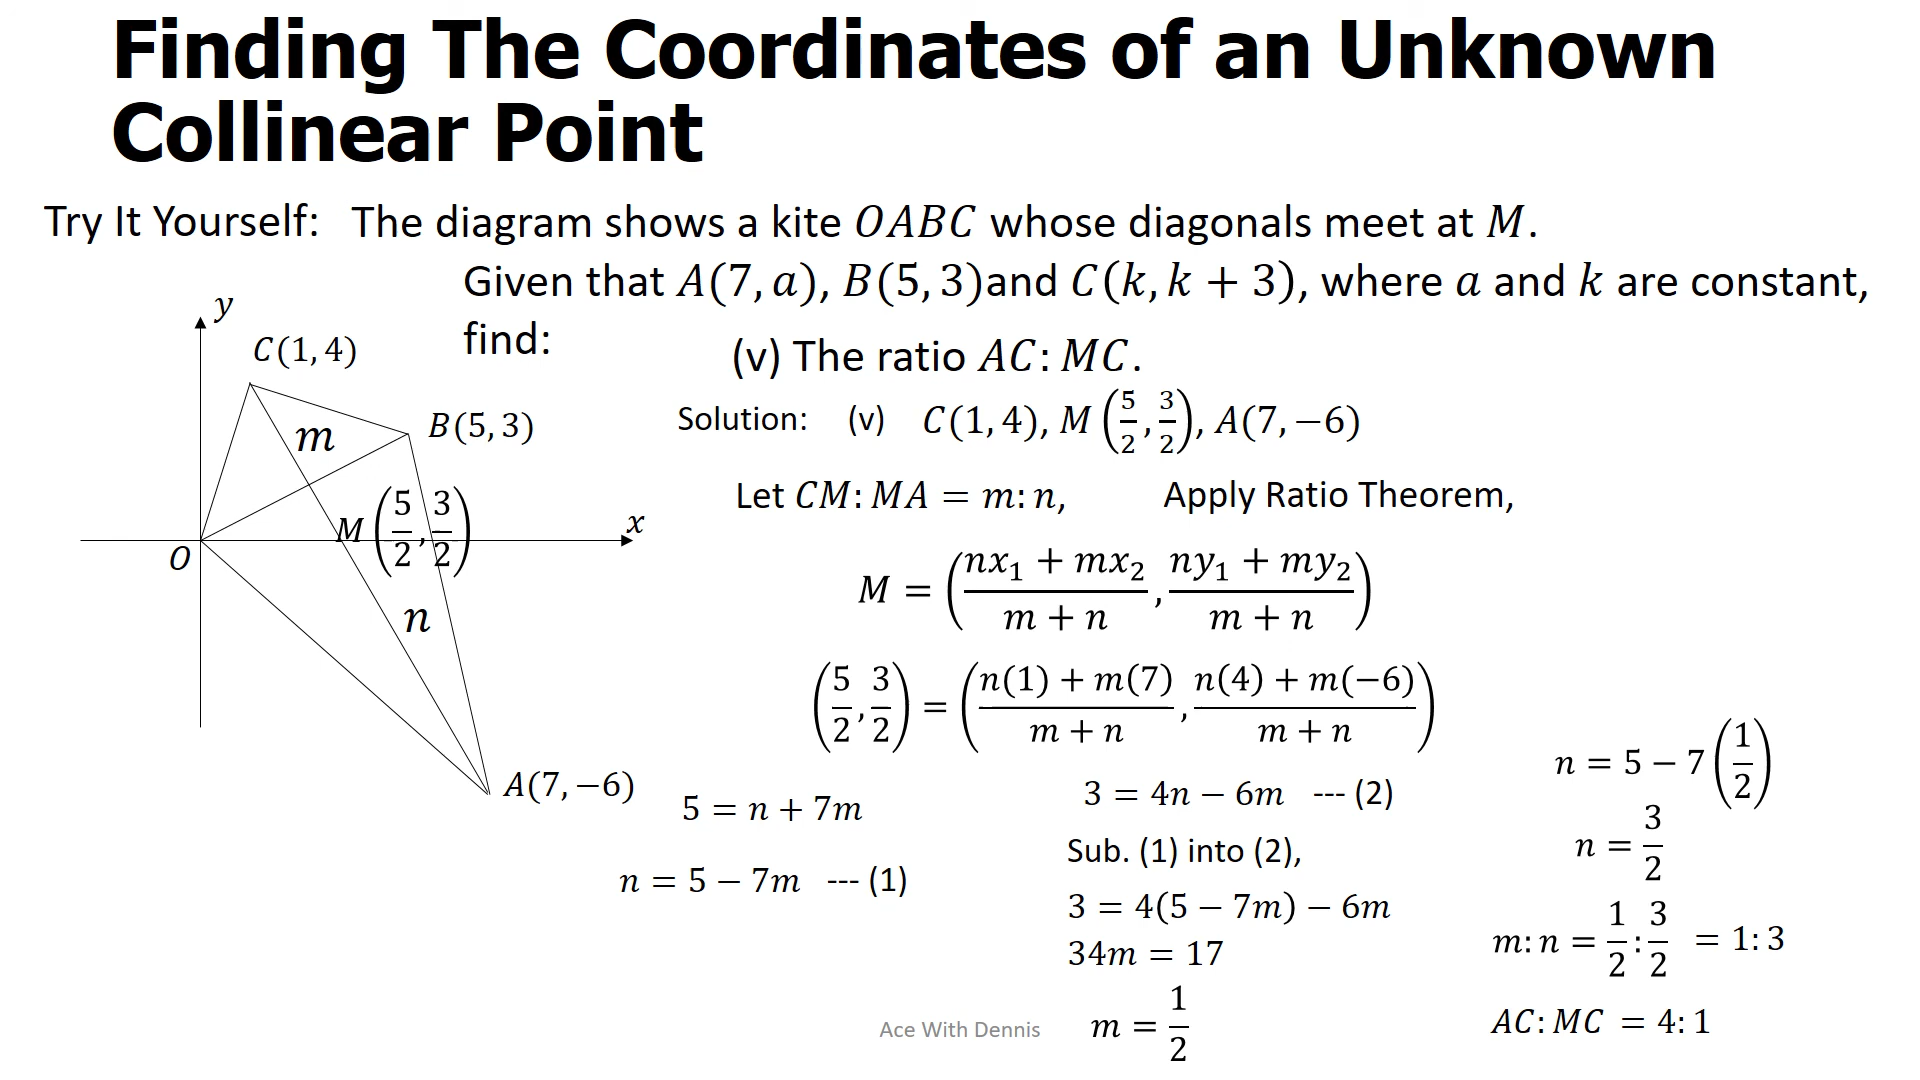 Finding The Coordinates of an Unknown
Collinear Point
Try It Yourself: The diagram shows a kite OABC whose diagonals meet at M.
Given that A(7, a), B(5, 3)and C(k, k + 3), where a and k are constant,
find:
(v) The ratio AC: MC.
y
C(1, 4)
B(5, 3)
m
M(5/2, 3/2)
x
O
n
A(7, −6)
Solution: (v) C(1, 4), M(5/2, 3/2), A(7, −6)
Let CM: MA = m: n, Apply Ratio Theorem,
M = ((nx₁ + mx₂)/(m + n), (ny₁ + my₂)/(m + n))
(5/2, 3/2) = ((n(1) + m(7))/(m + n), (n(4) + m(−6))/(m + n))
5 = n + 7m
n = 5 − 7m --- (1)
3 = 4n − 6m --- (2)
Sub. (1) into (2),
3 = 4(5 − 7m) − 6m
34m = 17
m = 1/2
n = 5 − 7(1/2)
n = 3/2
m: n = 1/2 : 3/2 = 1: 3
AC: MC = 4: 1
Ace With Dennis